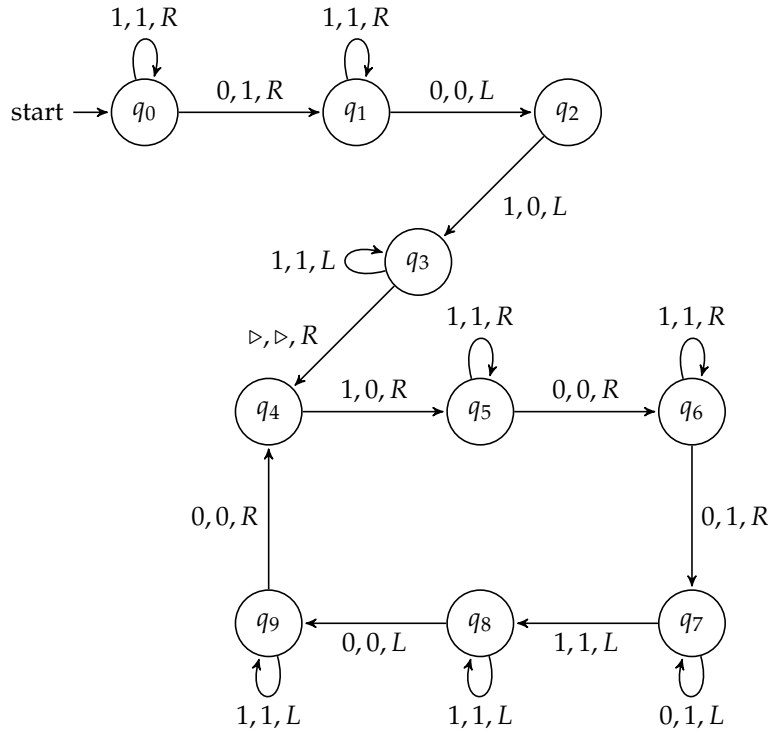 1, 1, R 1, 1, R
start q0 0, 1, R q1 0, 0, L q2
1, 0, L
1, 1, L q3
▷, ▷, R 1, 1, R 1, 1, R
q4 1, 0, R q5 0, 0, R q6
0, 0, R 0, 1, R
q9 0, 0, L q8 1, 1, L q7
1, 1, L 1, 1, L 0, 1, L